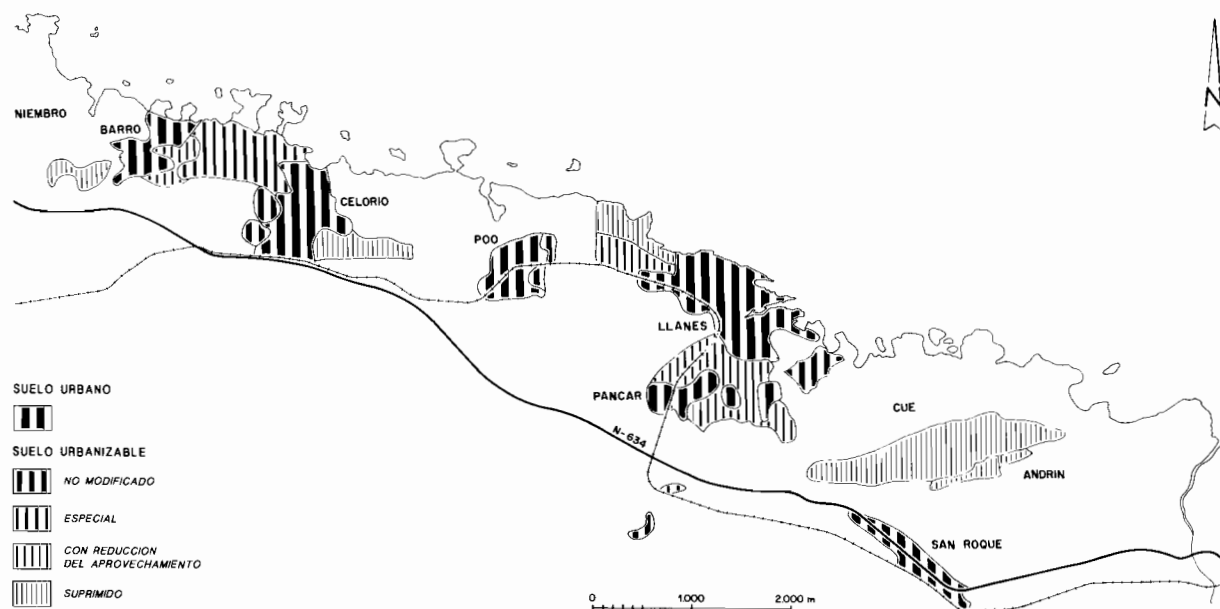 N
NIEMBRO
BARRO
CELORIO
POO
LLANES
PANCAR
CUE
ANDRIN
N-634
SAN ROQUE
SUELO URBANO
SUELO URBANIZABLE
NO MODIFICADO
ESPECIAL
CON REDUCCION
DEL APROVECHAMIENTO
SUPRIMIDO
0 1.000 2.000 m